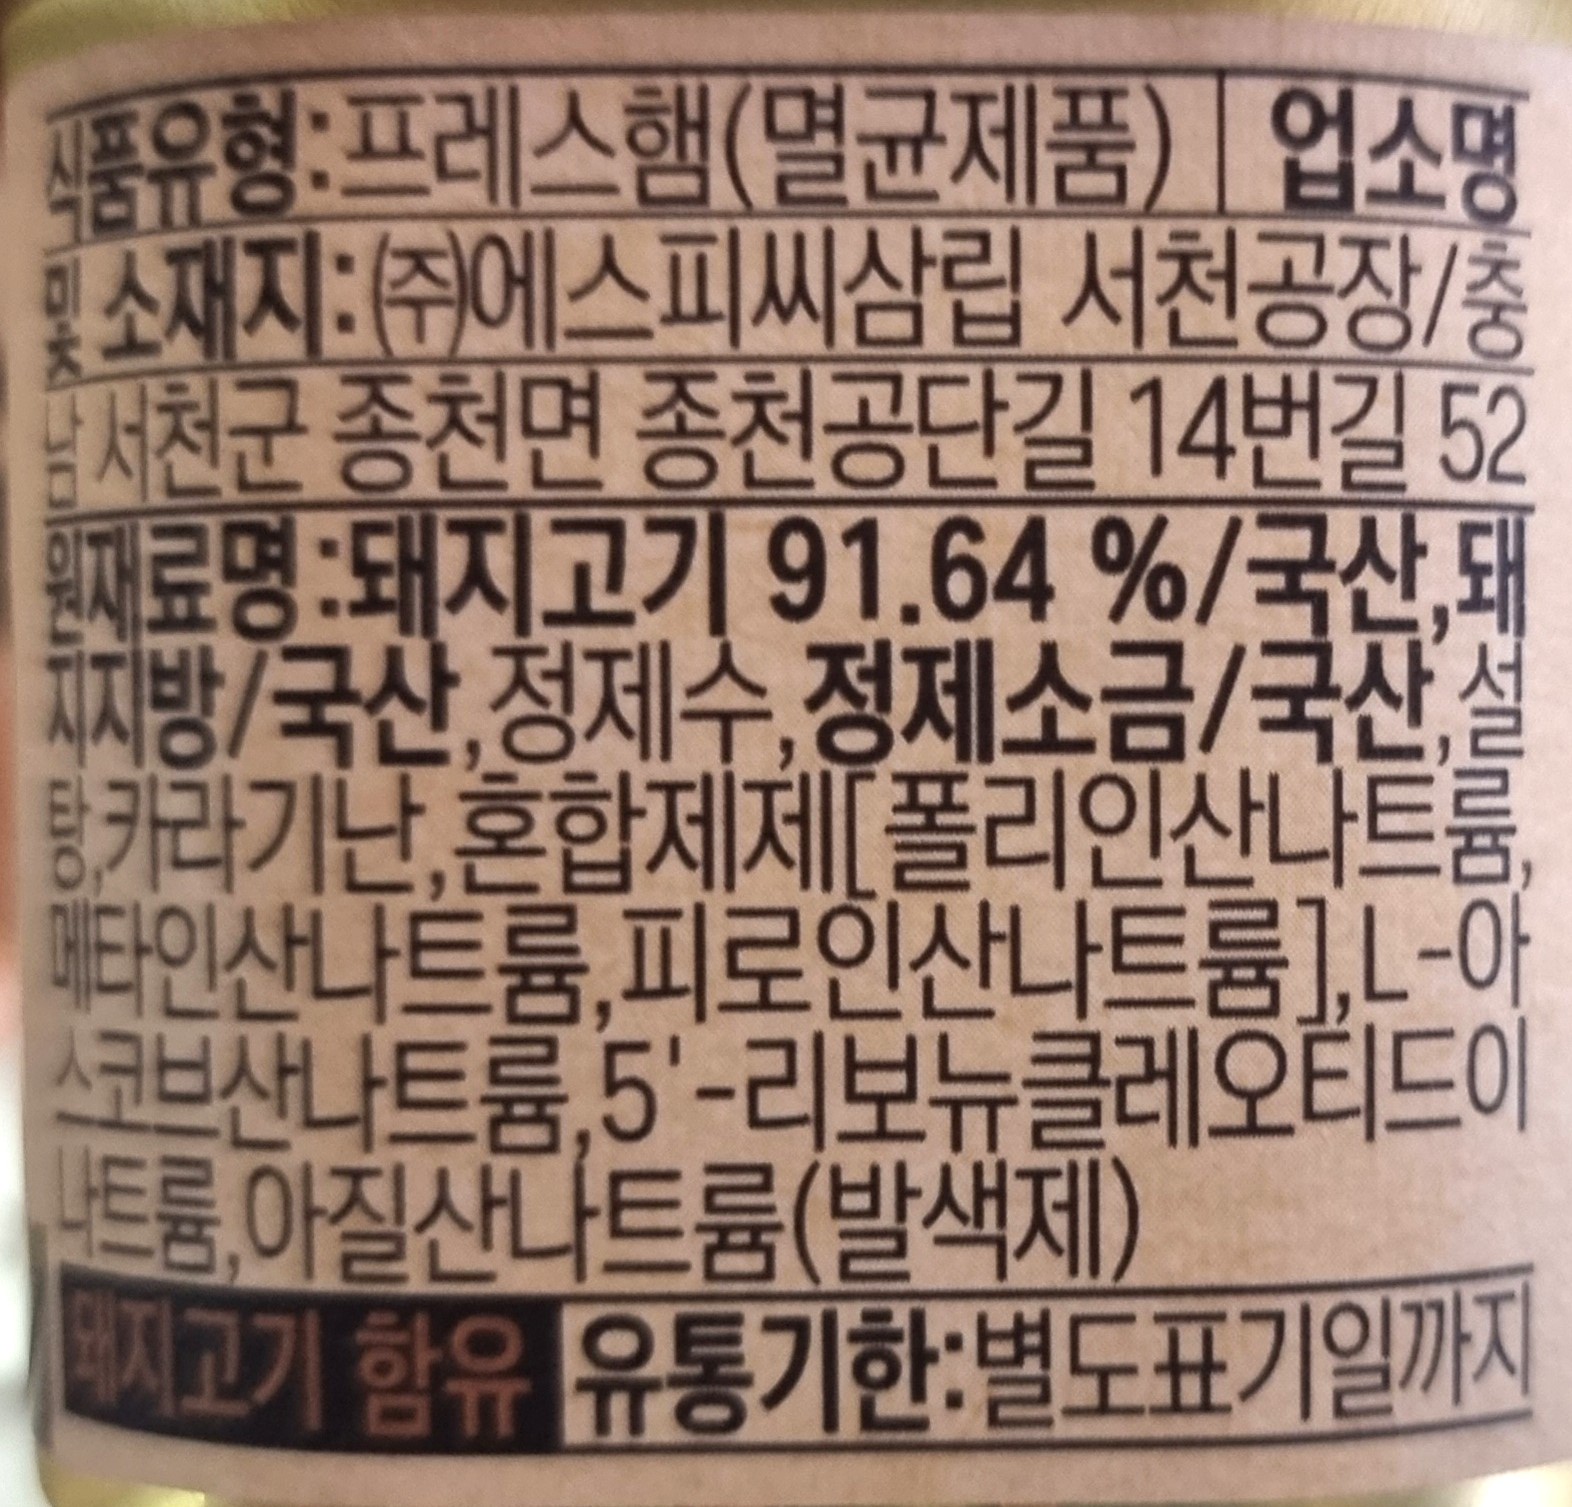 식품유형:프레스햄(멸균제품) | 업소명
및 소재지:㈜에스피씨삼립 서천공장/충
남 서천군 종천면 종천공단길 14번길 52
원재료명:돼지고기 91.64 %/국산,돼
지지방/국산,정제수,정제소금/국산,설
탕,카라기난,혼합제제[폴리인산나트륨,
메타인산나트륨,피로인산나트륨],L-아
스코브산나트륨,5'-리보뉴클레오티드이
나트륨,아질산나트륨(발색제)
돼지고기 함유 유통기한:별도표기일까지